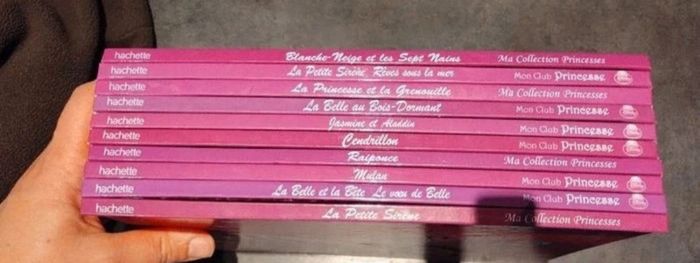 hachette Blanche-Neige et les Sept Nains Ma Collection Princesses
hachette La Petite Sirène Rêves sous la mer Mon Club Princesse
hachette La Princesse et la Grenouille Ma Collection Princesses
hachette La Belle au Bois-Dormant Mon Club Princesse
hachette Jasmine et Aladdin Mon Club Princesse
hachette Cendrillon Mon Club Princesse
hachette Raiponce Ma Collection Princesses
hachette Mulan Mon Club Princesse
hachette La Belle et la Bête Le vœu de Belle Mon Club Princesse
hachette La Petite Sirène Ma Collection Princesses